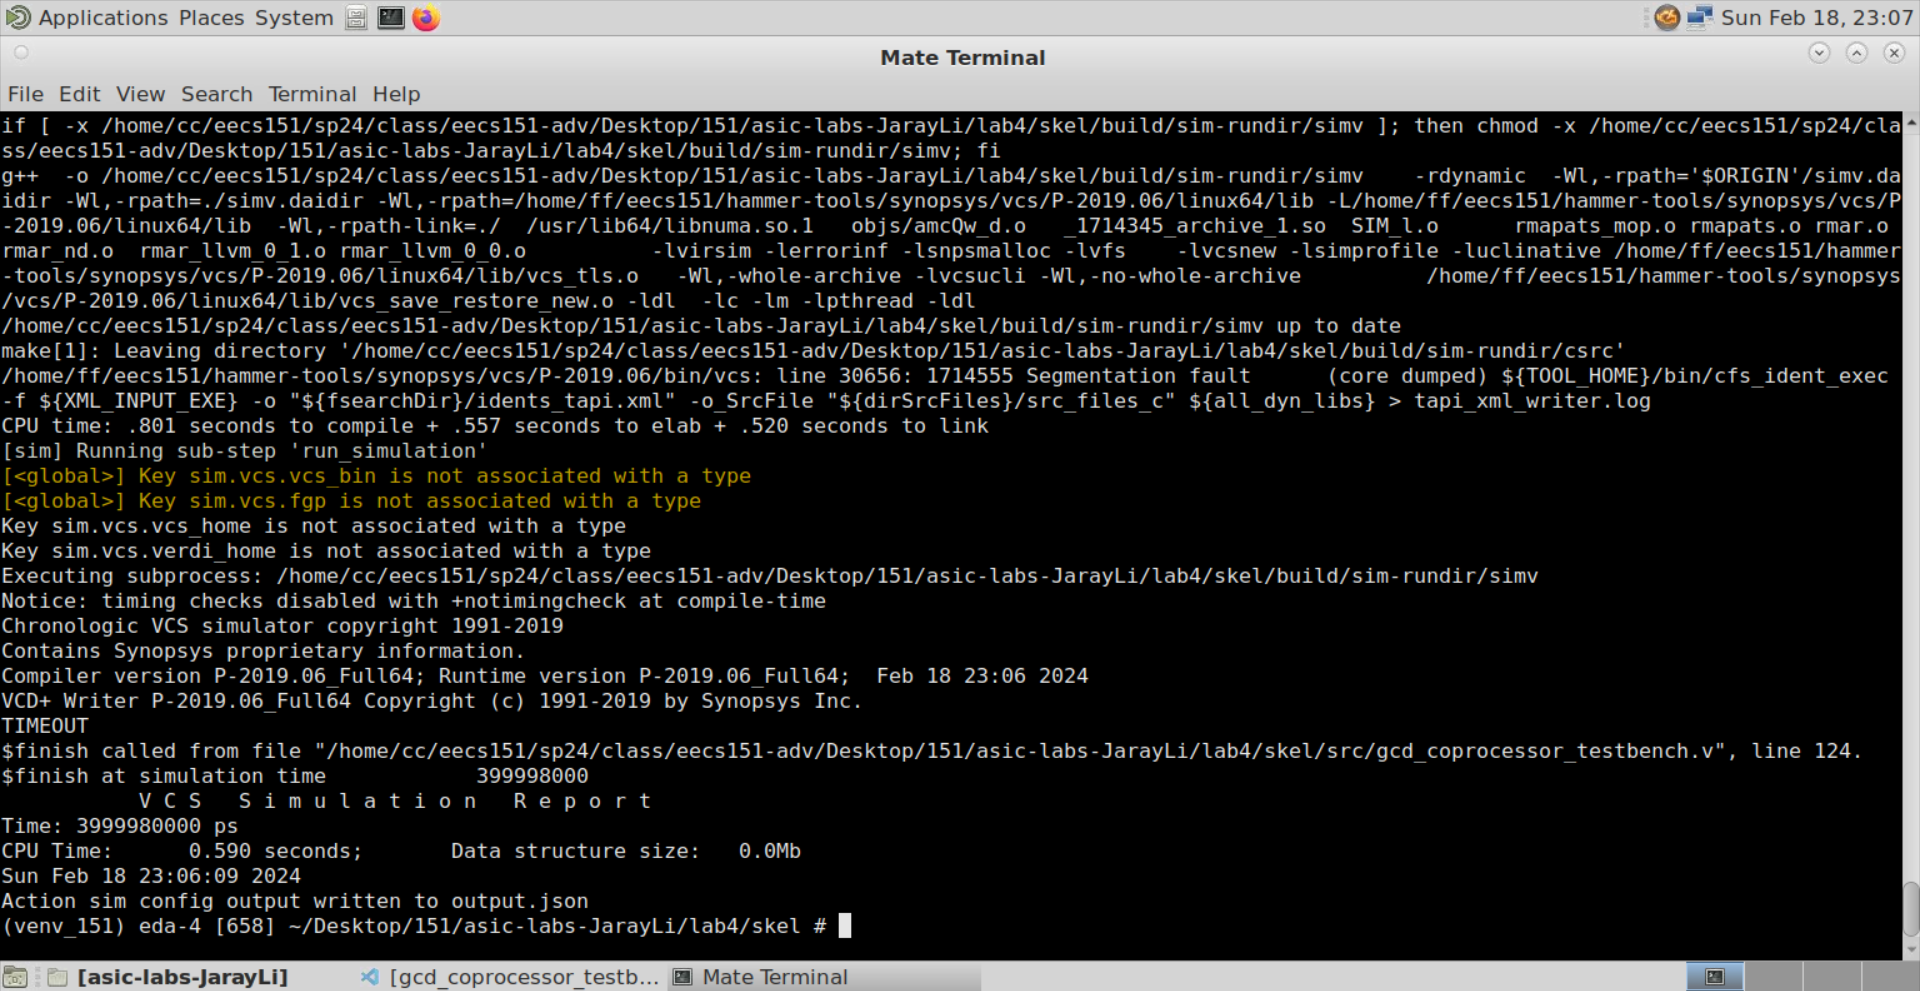 Applications Places System
Sun Feb 18, 23:07
Mate Terminal
File Edit View Search Terminal Help
if [ -x /home/cc/eecs151/sp24/class/eecs151-adv/Desktop/151/asic-labs-JarayLi/lab4/skel/build/sim-rundir/simv ]; then chmod -x /home/cc/eecs151/sp24/cla
ss/eecs151-adv/Desktop/151/asic-labs-JarayLi/lab4/skel/build/sim-rundir/simv; fi
g++  -o /home/cc/eecs151/sp24/class/eecs151-adv/Desktop/151/asic-labs-JarayLi/lab4/skel/build/sim-rundir/simv    -rdynamic  -Wl,-rpath='$ORIGIN'/simv.da
idir -Wl,-rpath=./simv.daidir -Wl,-rpath=/home/ff/eecs151/hammer-tools/synopsys/vcs/P-2019.06/linux64/lib -L/home/ff/eecs151/hammer-tools/synopsys/vcs/P
-2019.06/linux64/lib  -Wl,-rpath-link=./  /usr/lib64/libnuma.so.1   objs/amcQw_d.o   _1714345_archive_1.so  SIM_l.o      rmapats_mop.o rmapats.o rmar.o
rmar_nd.o  rmar_llvm_0_1.o rmar_llvm_0_0.o          -lvirsim -lerrorinf -lsnpsmalloc -lvfs    -lvcsnew -lsimprofile -luclinative /home/ff/eecs151/hammer
-tools/synopsys/vcs/P-2019.06/linux64/lib/vcs_tls.o   -Wl,-whole-archive -lvcsucli -Wl,-no-whole-archive          /home/ff/eecs151/hammer-tools/synopsys
/vcs/P-2019.06/linux64/lib/vcs_save_restore_new.o -ldl  -lc -lm -lpthread -ldl
/home/cc/eecs151/sp24/class/eecs151-adv/Desktop/151/asic-labs-JarayLi/lab4/skel/build/sim-rundir/simv up to date
make[1]: Leaving directory '/home/cc/eecs151/sp24/class/eecs151-adv/Desktop/151/asic-labs-JarayLi/lab4/skel/build/sim-rundir/csrc'
/home/ff/eecs151/hammer-tools/synopsys/vcs/P-2019.06/bin/vcs: line 30656: 1714555 Segmentation fault      (core dumped) ${TOOL_HOME}/bin/cfs_ident_exec
-f ${XML_INPUT_EXE} -o "${fsearchDir}/idents_tapi.xml" -o_SrcFile "${dirSrcFiles}/src_files_c" ${all_dyn_libs} > tapi_xml_writer.log
CPU time: .801 seconds to compile + .557 seconds to elab + .520 seconds to link
[sim] Running sub-step 'run_simulation'
[<global>] Key sim.vcs.vcs_bin is not associated with a type
[<global>] Key sim.vcs.fgp is not associated with a type
Key sim.vcs.vcs_home is not associated with a type
Key sim.vcs.verdi_home is not associated with a type
Executing subprocess: /home/cc/eecs151/sp24/class/eecs151-adv/Desktop/151/asic-labs-JarayLi/lab4/skel/build/sim-rundir/simv
Notice: timing checks disabled with +notimingcheck at compile-time
Chronologic VCS simulator copyright 1991-2019
Contains Synopsys proprietary information.
Compiler version P-2019.06_Full64; Runtime version P-2019.06_Full64;  Feb 18 23:06 2024
VCD+ Writer P-2019.06_Full64 Copyright (c) 1991-2019 by Synopsys Inc.
TIMEOUT
$finish called from file "/home/cc/eecs151/sp24/class/eecs151-adv/Desktop/151/asic-labs-JarayLi/lab4/skel/src/gcd_coprocessor_testbench.v", line 124.
$finish at simulation time            399998000
           V C S   S i m u l a t i o n   R e p o r t
Time: 3999980000 ps
CPU Time:      0.590 seconds;       Data structure size:   0.0Mb
Sun Feb 18 23:06:09 2024
Action sim config output written to output.json
(venv_151) eda-4 [658] ~/Desktop/151/asic-labs-JarayLi/lab4/skel #
[asic-labs-JarayLi]
[gcd_coprocessor_testb...
Mate Terminal